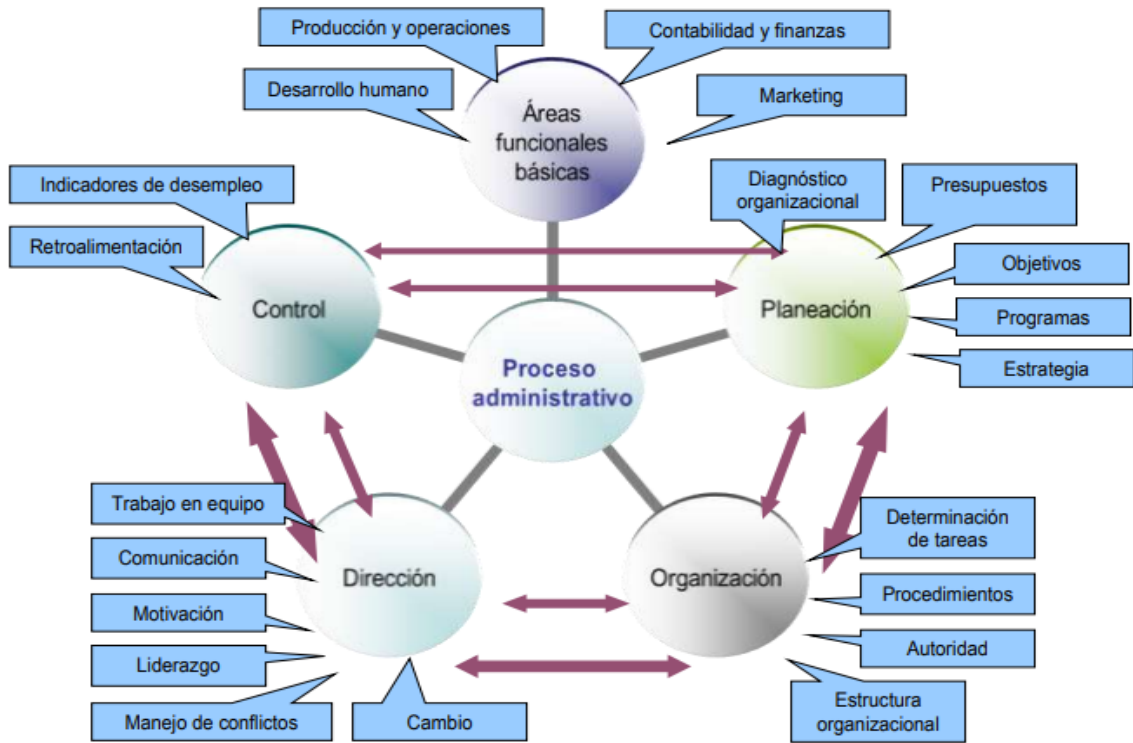 Producción y operaciones
Contabilidad y finanzas
Desarrollo humano
Marketing
Áreas
funcionales
básicas
Indicadores de desempleo
Retroalimentación
Diagnóstico
organizacional
Presupuestos
Objetivos
Programas
Estrategia
Control
Planeación
Proceso
administrativo
Trabajo en equipo
Comunicación
Motivación
Liderazgo
Manejo de conflictos
Cambio
Dirección
Organización
Determinación
de tareas
Procedimientos
Autoridad
Estructura
organizacional